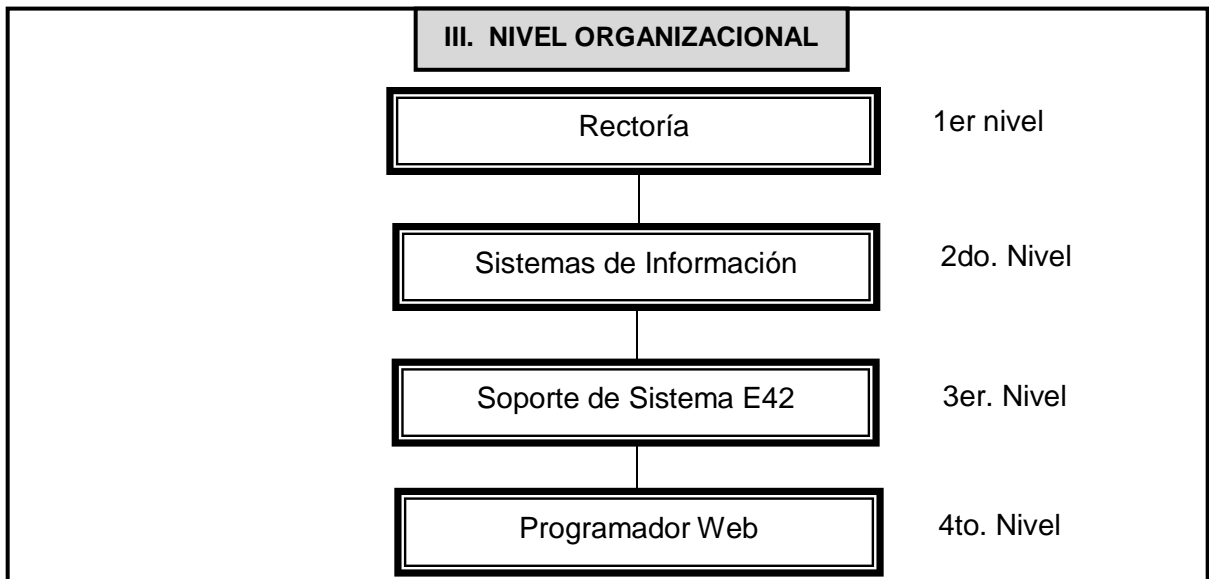 III. NIVEL ORGANIZACIONAL
Rectoría 1er nivel
Sistemas de Información 2do. Nivel
Soporte de Sistema E42 3er. Nivel
Programador Web 4to. Nivel